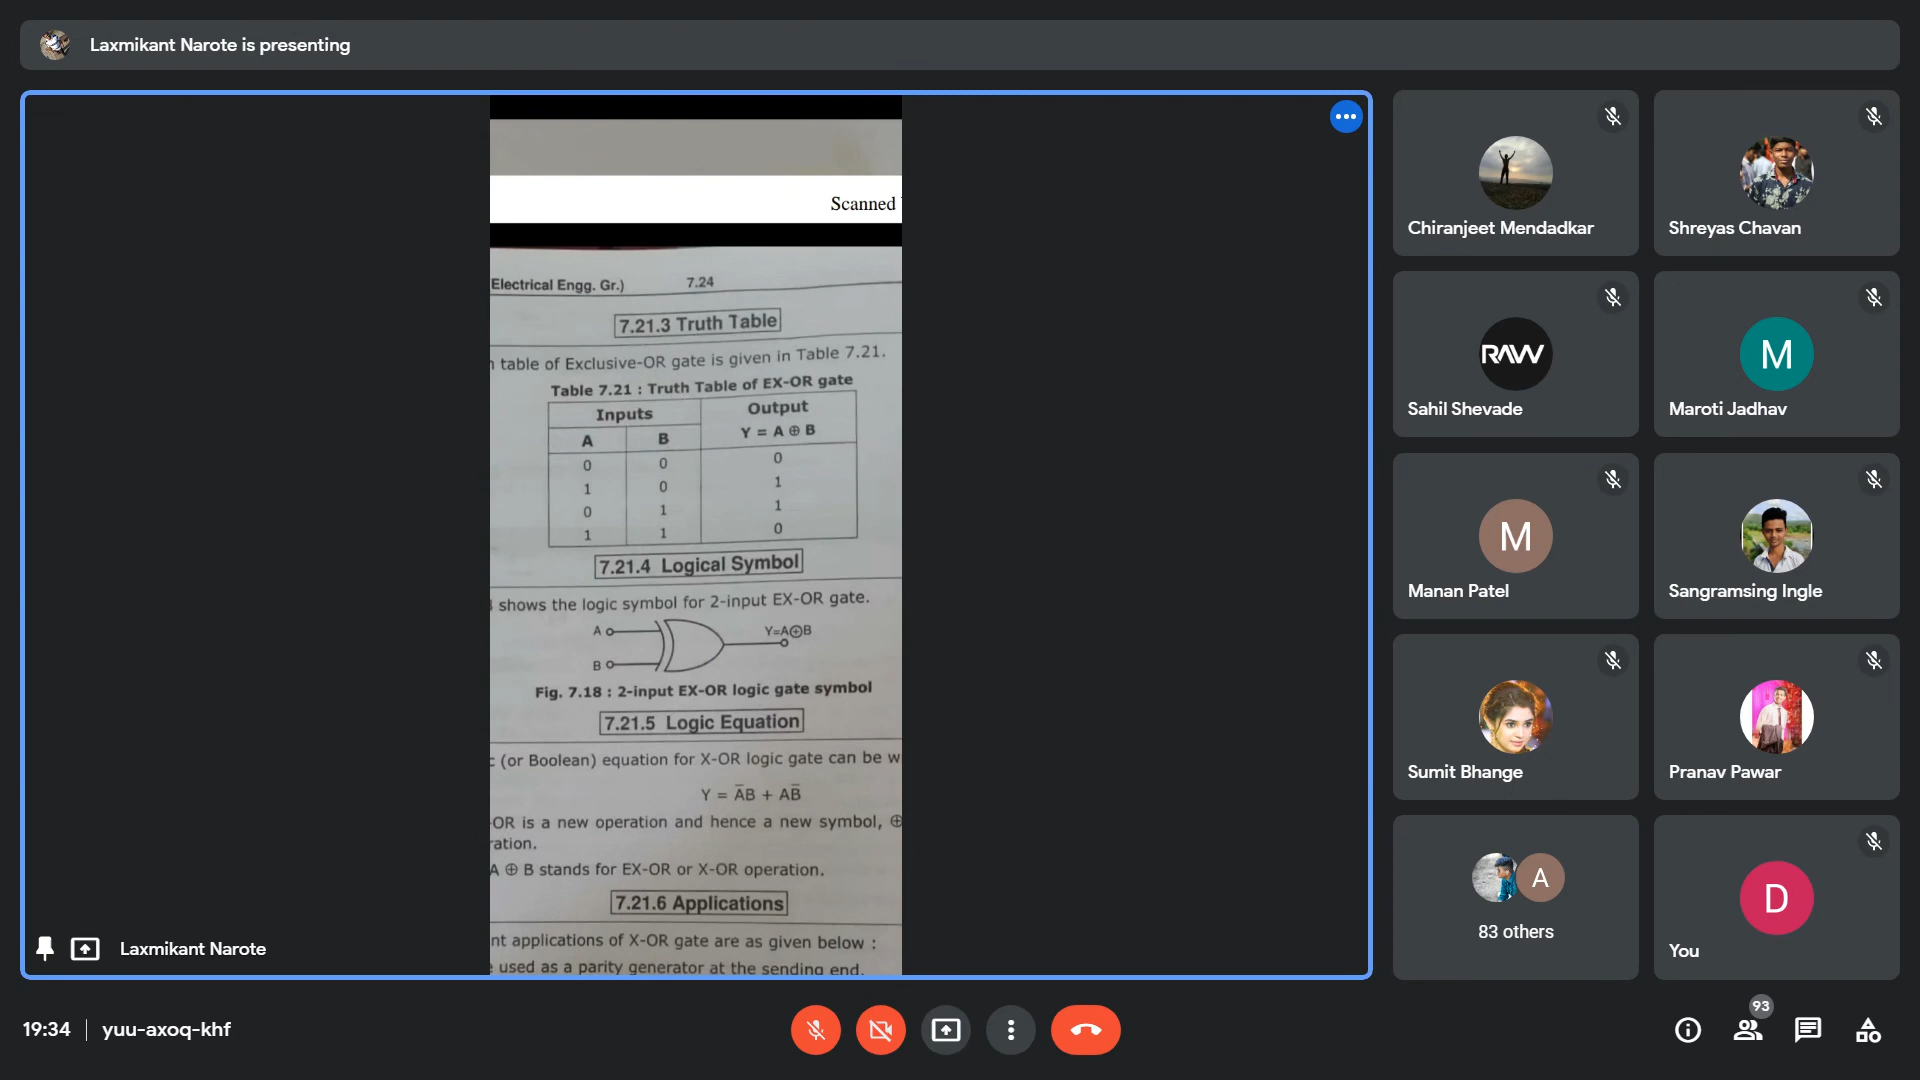 Laxmikant Narote is presenting
Scanned
Electrical Engg. Gr.) 7.24
7.21.3 Truth Table
table of Exclusive-OR gate is given in Table 7.21.
Table 7.21 : Truth Table of EX-OR gate
Inputs Output
A B Y = A ⊕ B
0 0 0
1 0 1
0 1 1
1 1 0
7.21.4 Logical Symbol
shows the logic symbol for 2-input EX-OR gate.
A Y=A⊕B
B
Fig. 7.18 : 2-input EX-OR logic gate symbol
7.21.5 Logic Equation
(or Boolean) equation for X-OR logic gate can be
Y = A̅B + AB̅
-OR is a new operation and hence a new symbol, ⊕
A ⊕ B stands for EX-OR or X-OR operation.
7.21.6 Applications
applications of X-OR gate are as given below :
used as a parity generator at the sending end.
Laxmikant Narote
Chiranjeet Mendadkar
Shreyas Chavan
RAW
Sahil Shevade
M
Maroti Jadhav
M
Manan Patel
Sangramsing Ingle
Sumit Bhange
Pranav Pawar
A
83 others
D
You
19:34 | yuu-axoq-khf
93